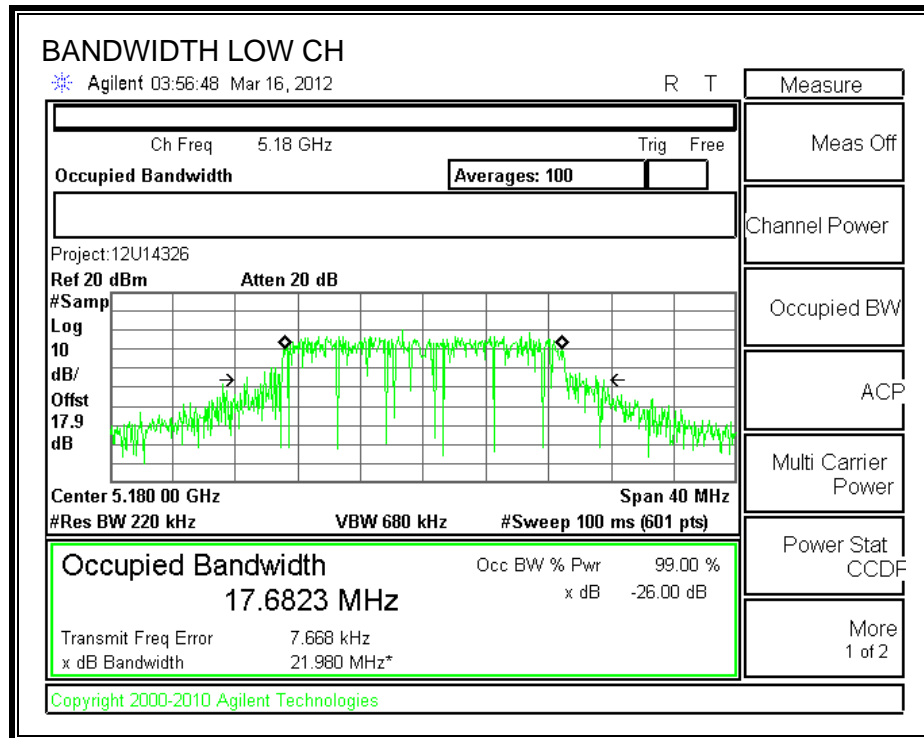 BANDWIDTH LOW CH
Agilent 03:56:48 Mar 16, 2012 R T
Measure
Ch Freq 5.18 GHz Trig Free
Meas Off
Occupied Bandwidth Averages: 100
Channel Power
Project:12U14326
Ref 20 dBm Atten 20 dB
#Samp
Log
10
dB/
Offst
17.9
dB
Occupied BW
ACP
Multi Carrier
Power
Center 5.180 00 GHz Span 40 MHz
#Res BW 220 kHz VBW 680 kHz #Sweep 100 ms (601 pts)
Power Stat
CCDF
Occupied Bandwidth Occ BW % Pwr 99.00 %
17.6823 MHz x dB -26.00 dB
Transmit Freq Error 7.668 kHz
x dB Bandwidth 21.980 MHz*
More
1 of 2
Copyright 2000-2010 Agilent Technologies